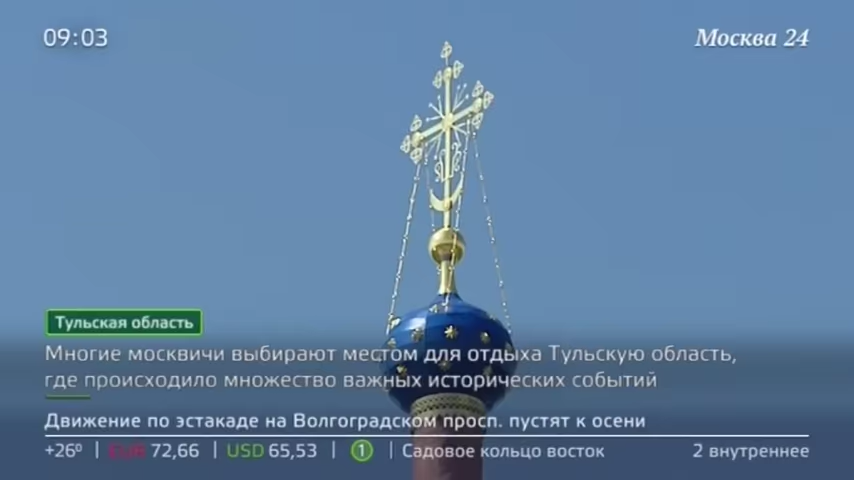 09:03
Москва 24
Тульская область
Многие москвичи выбирают местом для отдыха Тульскую область,
где происходило множество важных исторических событий
Движение по эстакаде на Волгоградском просп. пустят к осени
+26⁰ | EUR 72,66 | USD 65,53 | 1 | Садовое кольцо восток 2 внутреннее